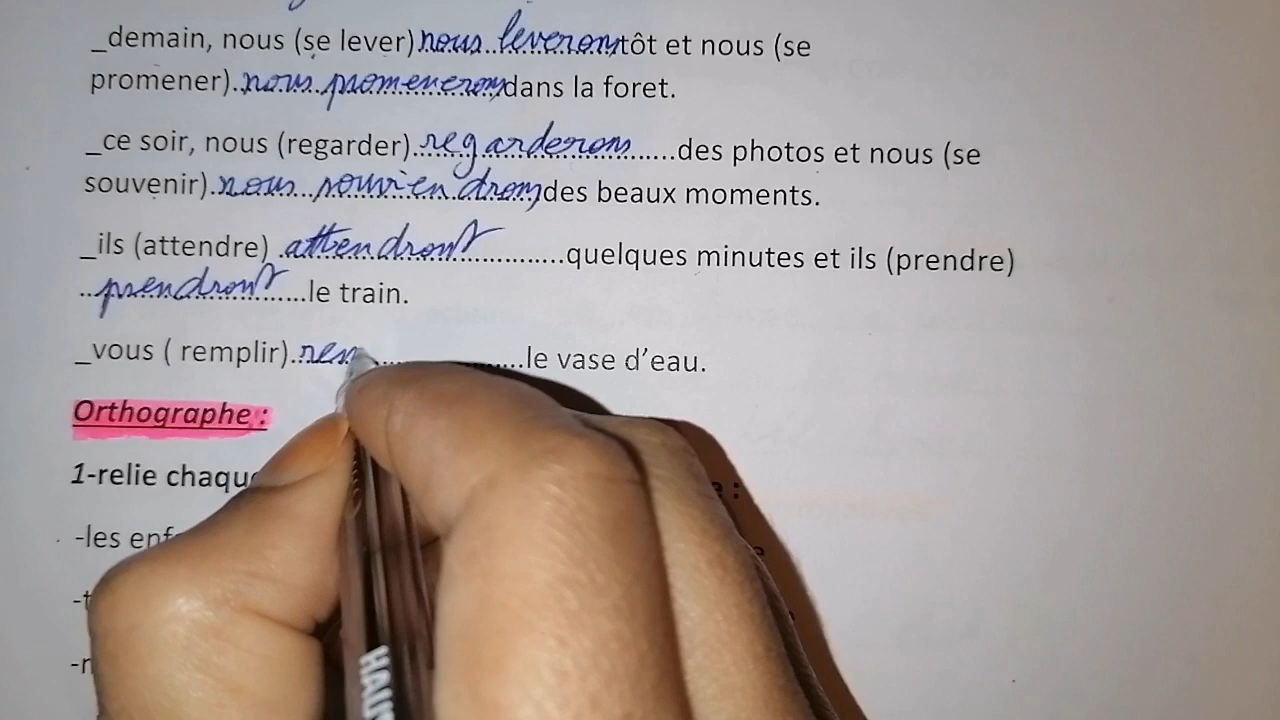 _demain, nous (se lever) nous leverons tôt et nous (se
promener). nous promenerons dans la foret.
_ce soir, nous (regarder). regarderons ......des photos et nous (se
souvenir). nous souviendrons des beaux moments.
_ils (attendre) .attendront...........quelques minutes et ils (prendre)
..prendront...le train.
_vous ( remplir)..rem..............le vase d'eau.
Orthographe :
1-relie chaqu
-les enf
-t
-r
HAU